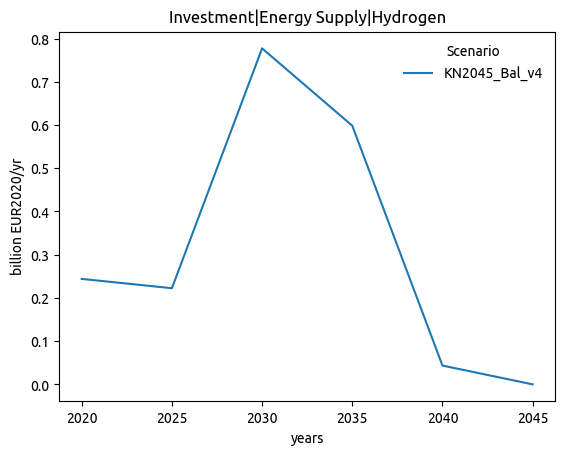 Investment|Energy Supply|Hydrogen
Scenario
KN2045_Bal_v4
billion EUR2020/yr
0.8
0.7
0.6
0.5
0.4
0.3
0.2
0.1
0.0
2020 2025 2030 2035 2040 2045
years